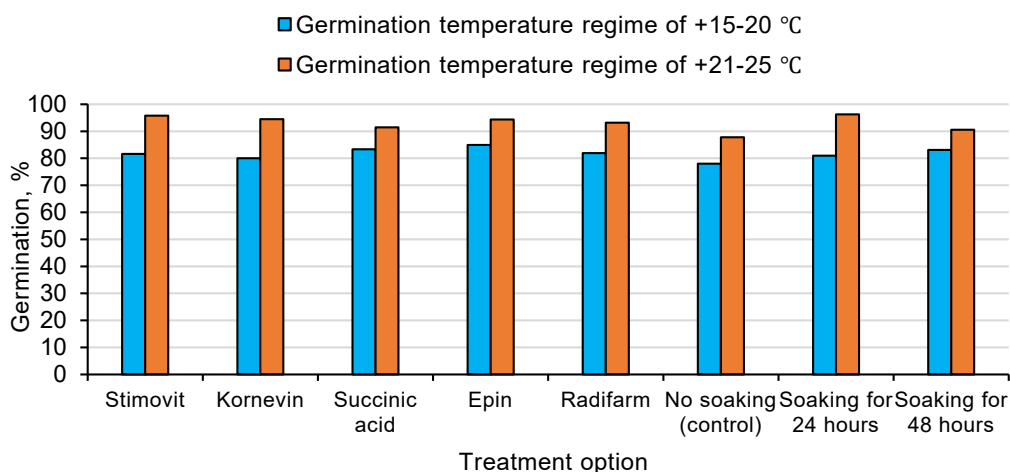 Germination temperature regime of +15-20 ℃
Germination temperature regime of +21-25 ℃
Germination, %
100
90
80
70
60
50
40
30
20
10
0
Stimovit
Kornevin
Succinic
acid
Epin
Radifarm
No soaking
(control)
Soaking for
24 hours
Soaking for
48 hours
Treatment option